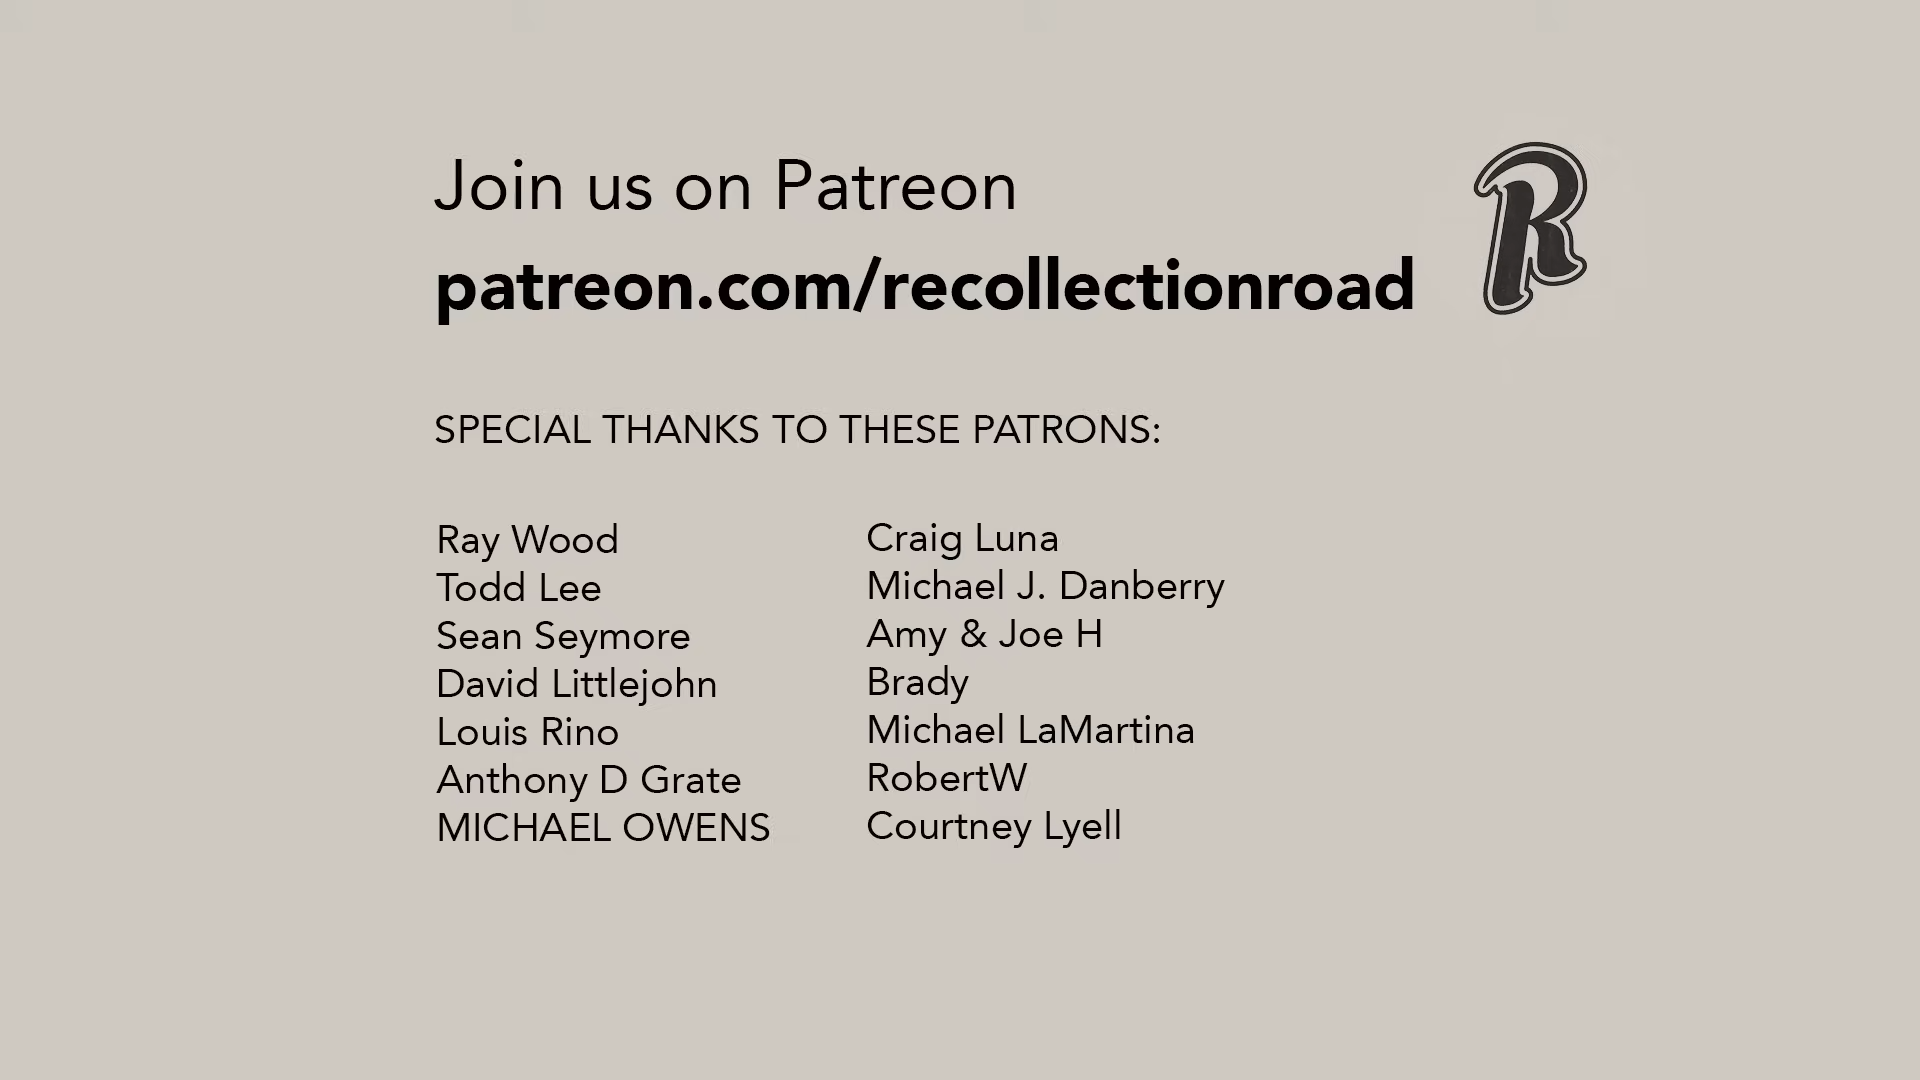 Join us on Patreon
patreon.com/recollectionroad
R
SPECIAL THANKS TO THESE PATRONS:
Ray Wood
Todd Lee
Sean Seymore
David Littlejohn
Louis Rino
Anthony D Grate
MICHAEL OWENS
Craig Luna
Michael J. Danberry
Amy & Joe H
Brady
Michael LaMartina
RobertW
Courtney Lyell